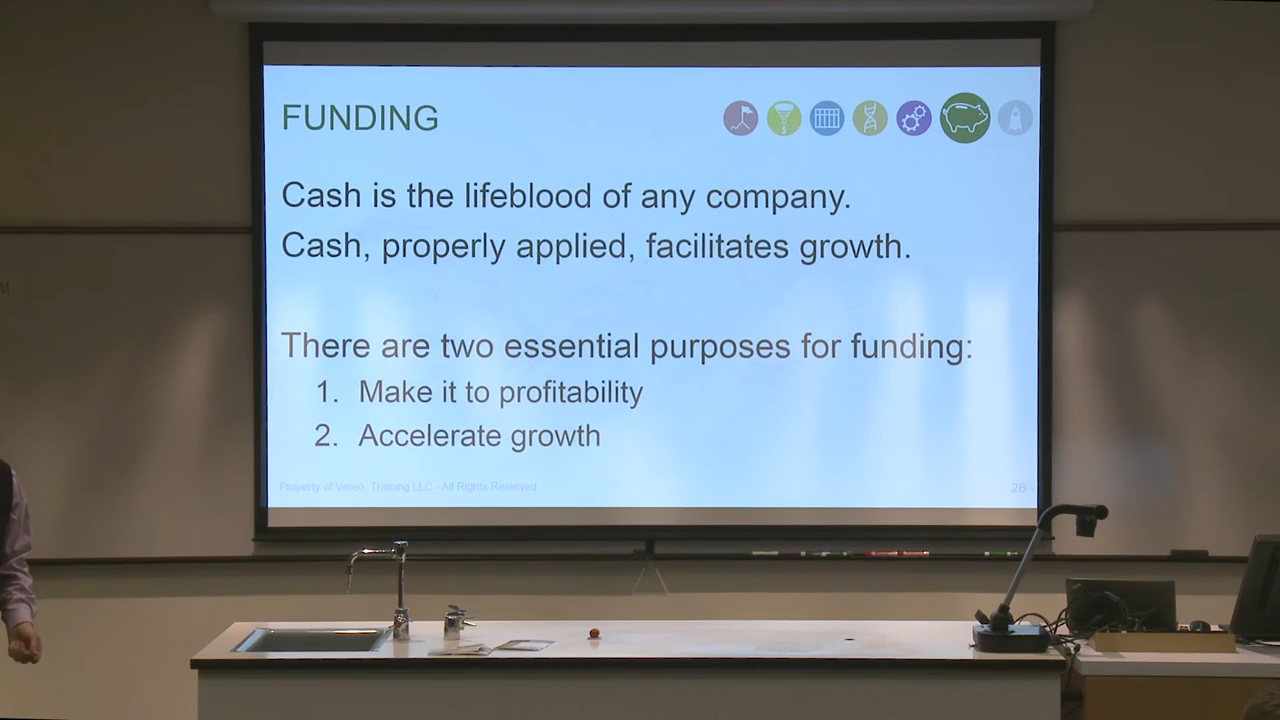 FUNDING
Cash is the lifeblood of any company.
Cash, properly applied, facilitates growth.
There are two essential purposes for funding:
1. Make it to profitability
2. Accelerate growth
Property of Vereo, Training LLC - All Rights Reserved
26
M